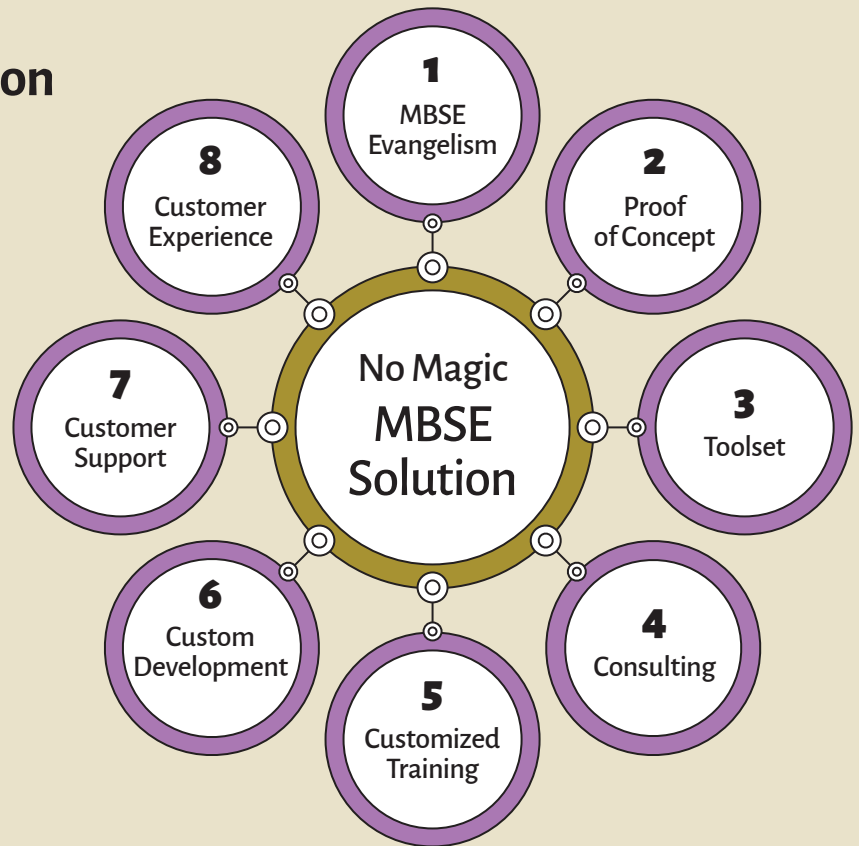 on
1
MBSE
Evangelism
2
Proof
of Concept
3
Toolset
4
Consulting
5
Customized
Training
6
Custom
Development
7
Customer
Support
8
Customer
Experience
No Magic
MBSE
Solution